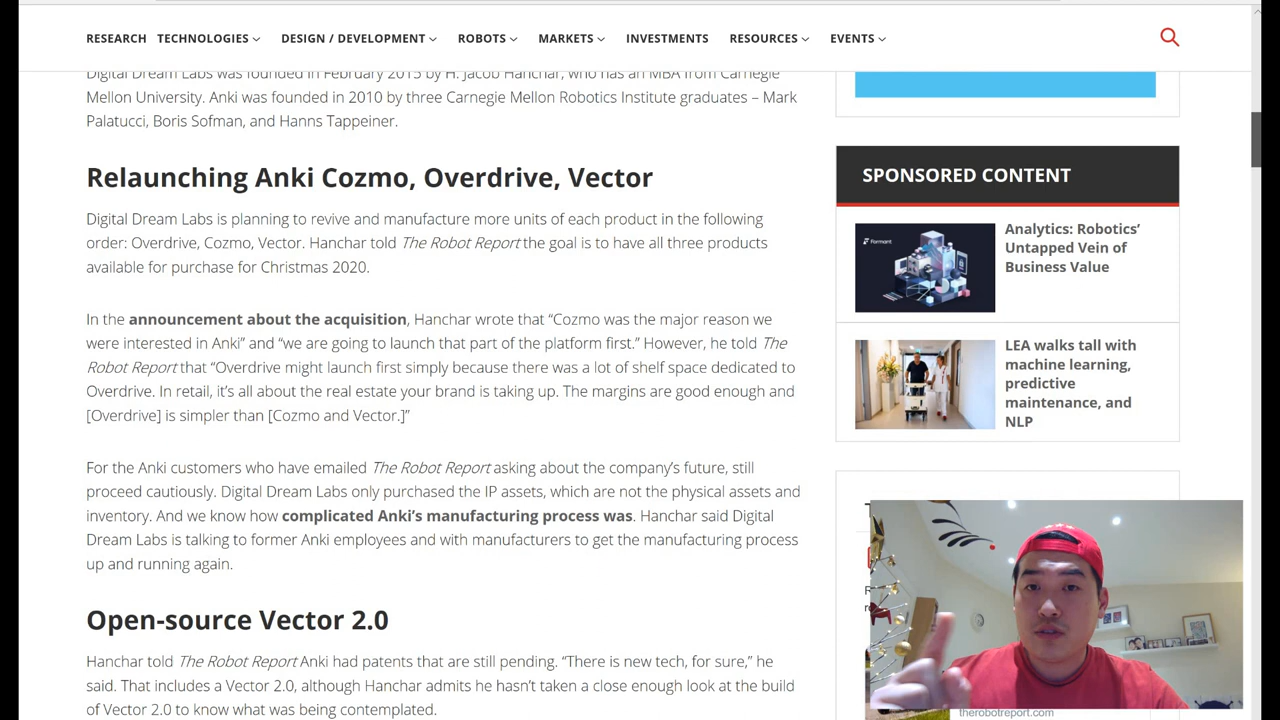 RESEARCH TECHNOLOGIES DESIGN / DEVELOPMENT ROBOTS MARKETS INVESTMENTS RESOURCES EVENTS
Digital Dream Labs was founded in February 2015 by H. Jacob Hanchar, who has an MBA from Carnegie
Mellon University. Anki was founded in 2010 by three Carnegie Mellon Robotics Institute graduates – Mark
Palatucci, Boris Sofman, and Hanns Tappeiner.
Relaunching Anki Cozmo, Overdrive, Vector
Digital Dream Labs is planning to revive and manufacture more units of each product in the following
order: Overdrive, Cozmo, Vector. Hanchar told The Robot Report the goal is to have all three products
available for purchase for Christmas 2020.
In the announcement about the acquisition, Hanchar wrote that “Cozmo was the major reason we
were interested in Anki” and “we are going to launch that part of the platform first.” However, he told The
Robot Report that “Overdrive might launch first simply because there was a lot of shelf space dedicated to
Overdrive. In retail, it’s all about the real estate your brand is taking up. The margins are good enough and
[Overdrive] is simpler than [Cozmo and Vector.]”
For the Anki customers who have emailed The Robot Report asking about the company’s future, still
proceed cautiously. Digital Dream Labs only purchased the IP assets, which are not the physical assets and
inventory. And we know how complicated Anki’s manufacturing process was. Hanchar said Digital
Dream Labs is talking to former Anki employees and with manufacturers to get the manufacturing process
up and running again.
Open-source Vector 2.0
Hanchar told The Robot Report Anki had patents that are still pending. “There is new tech, for sure,” he
said. That includes a Vector 2.0, although Hanchar admits he hasn’t taken a close enough look at the build
of Vector 2.0 to know what was being contemplated.
SPONSORED CONTENT
Formant
Analytics: Robotics’
Untapped Vein of
Business Value
LEA walks tall with
machine learning,
predictive
maintenance, and
NLP
therobotreport.com